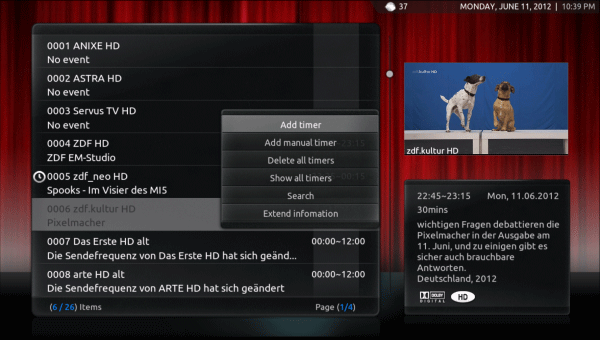 37 MONDAY, JUNE 11, 2012 | 10:39 PM
0001 ANIXE HD
No event
0002 ASTRA HD
No event
0003 Servus TV HD
No event
0004 ZDF HD
ZDF EM-Studio
0005 zdf_neo HD
Spooks - Im Visier des MI5
0006 zdf.kultur HD
Pixelmacher
0007 Das Erste HD alt 00:00~12:00
Die Sendefrequenz von Das Erste HD hat sich geänd...
0008 arte HD alt 00:00~12:00
Die Sendefrequenz von ARTE HD hat sich geändert
(6 / 26) Items Page (1/4)
Add timer
Add manual timer
Delete all timers
Show all timers
Search
Extend infomation
zdf.kultur HD
zdf.kultur HD
22:45~23:15 Mon, 11.06.2012
30mins
wichtigen Fragen debattieren die
Pixelmacher in der Ausgabe am
11. Juni, und zu einigen gibt es
sicher auch brauchbare
Antworten.
Deutschland, 2012
DOLBY
DIGITAL
HD